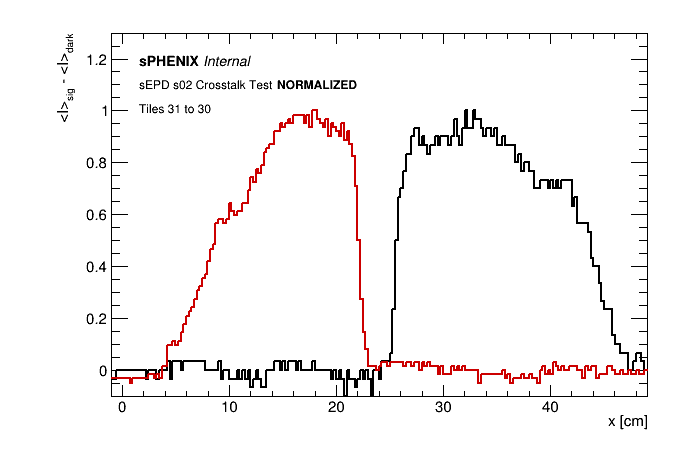 <I>sig - <I>dark
1.2
1
0.8
0.6
0.4
0.2
0
sPHENIX Internal
sEPD s02 Crosstalk Test NORMALIZED
Tiles 31 to 30
0 10 20 30 40
x [cm]